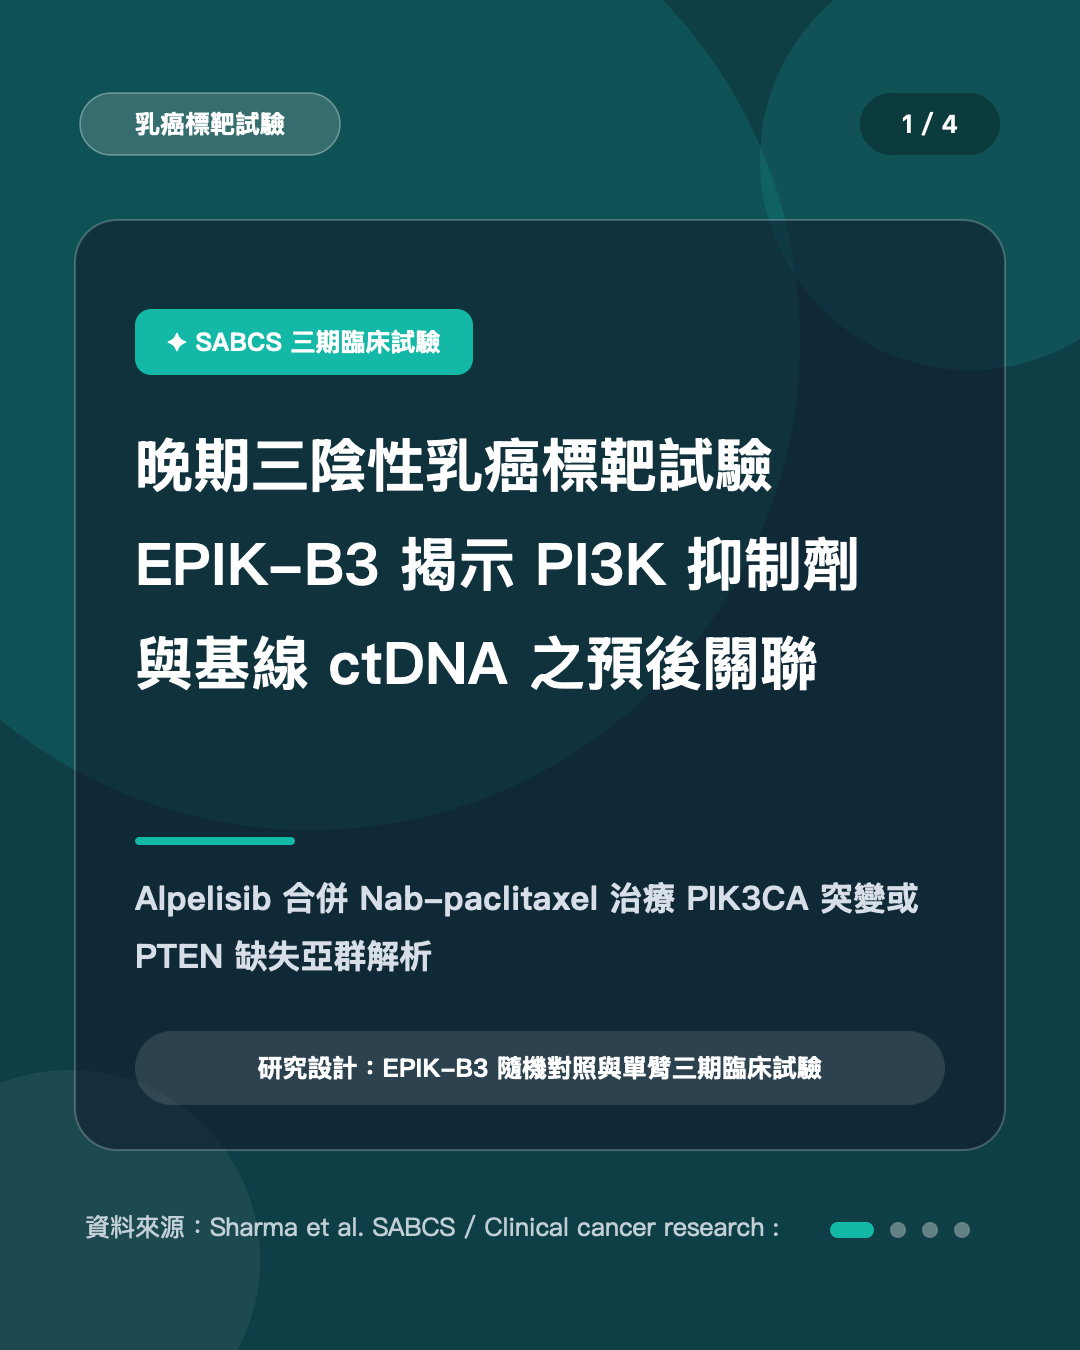 乳癌標靶試驗
1 / 4
✦ SABCS 三期臨床試驗
晚期三陰性乳癌標靶試驗
EPIK–B3 揭示 PI3K 抑制劑
與基線 ctDNA 之預後關聯
Alpelisib 合併 Nab–paclitaxel 治療 PIK3CA 突變或
PTEN 缺失亞群解析
研究設計：EPIK–B3 隨機對照與單臂三期臨床試驗
資料來源：Sharma et al. SABCS / Clinical cancer research :